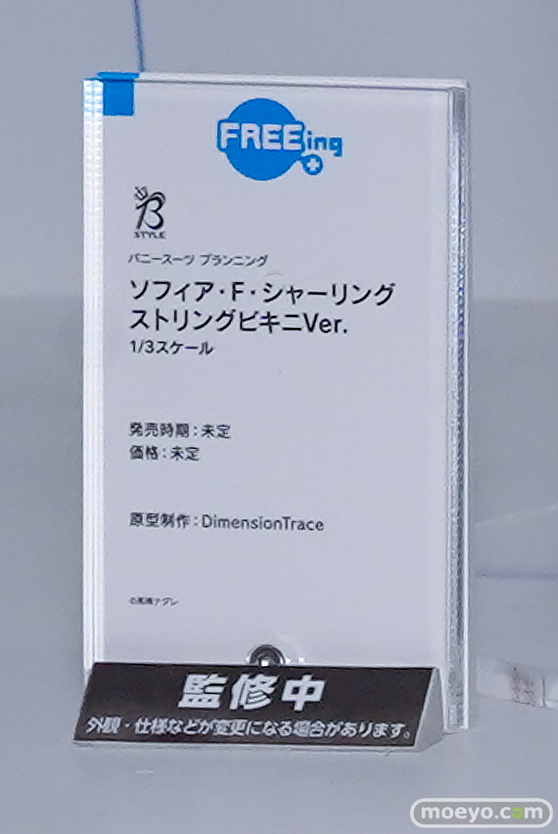 FREEing
B
STYLE
バニースーツ プランニング
ソフィア・F・シャーリング
ストリングビキニVer.
1/3スケール
発売時期：未定
価格：未定
原型制作：DimensionTrace
監修中
外観・仕様などが変更になる場合があります。
moeyo.com